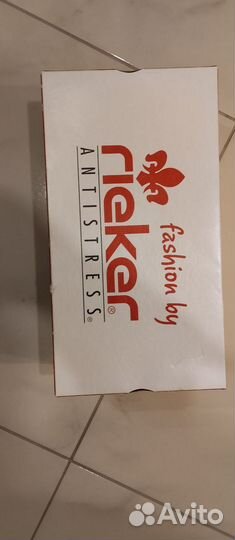 fashion by
rieker®
ANTISTRESS®
Avito